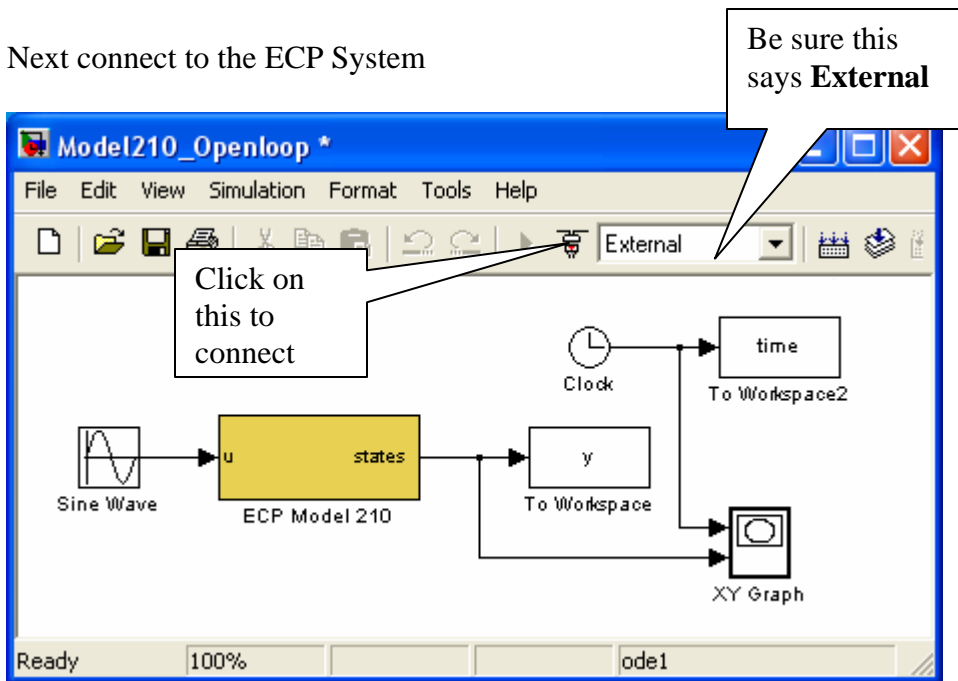 Next connect to the ECP System
Be sure this
says External
Model210_Openloop *
File Edit View Simulation Format Tools Help
External
Click on
this to
connect
Clock
time
To Workspace2
Sine Wave
u
states
ECP Model 210
y
To Workspace
XY Graph
Ready
100%
ode1